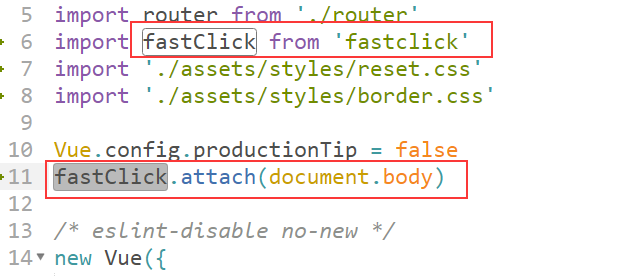 5 import router from './router'
6 import fastClick from 'fastclick'
7 import './assets/styles/reset.css'
8 import './assets/styles/border.css'
9
10 Vue.config.productionTip = false
11 fastClick.attach(document.body)
12
13 /* eslint-disable no-new */
14 new Vue({